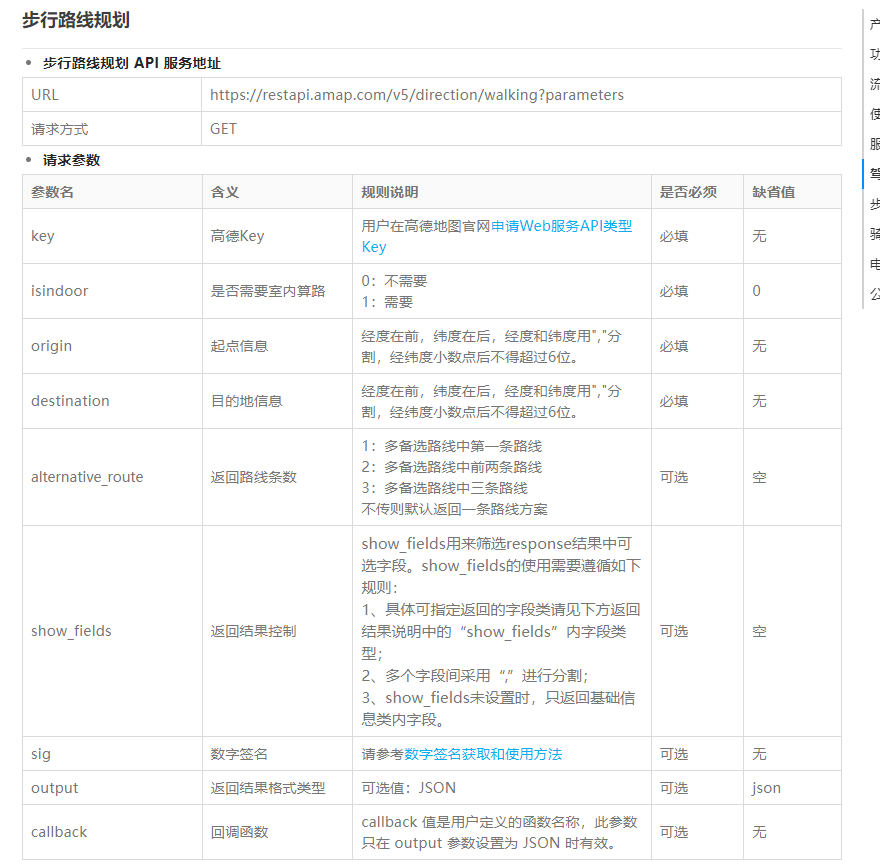 步行路线规划
步行路线规划 API 服务地址
URL https://restapi.amap.com/v5/direction/walking?parameters
请求方式 GET
请求参数
参数名 含义 规则说明 是否必须 缺省值
key 高德Key 用户在高德地图官网申请Web服务API类型
Key 必填 无
isindoor 是否需要室内算路 0：不需要
1：需要 必填 0
origin 起点信息 经度在前，纬度在后，经度和纬度用","分
割，经纬度小数点后不得超过6位。 必填 无
destination 目的地信息 经度在前，纬度在后，经度和纬度用","分
割，经纬度小数点后不得超过6位。 必填 无
alternative_route 返回路线条数 1：多备选路线中第一条路线
2：多备选路线中前两条路线
3：多备选路线中三条路线
不传则默认返回一条路线方案 可选 空
show_fields 返回结果控制 show_fields用来筛选response结果中可
选字段。show_fields的使用需要遵循如下
规则：
1、具体可指定返回的字段类请见下方返回
结果说明中的“show_fields”内字段类
型；
2、多个字段间采用“,”进行分割；
3、show_fields未设置时，只返回基础信
息类内字段。 可选 空
sig 数字签名 请参考数字签名获取和使用方法 可选 无
output 返回结果格式类型 可选值：JSON 可选 json
callback 回调函数 callback 值是用户定义的函数名称，此参数
只在 output 参数设置为 JSON 时有效。 可选 无
产
功
流
使
服
驾
步
骑
电
公